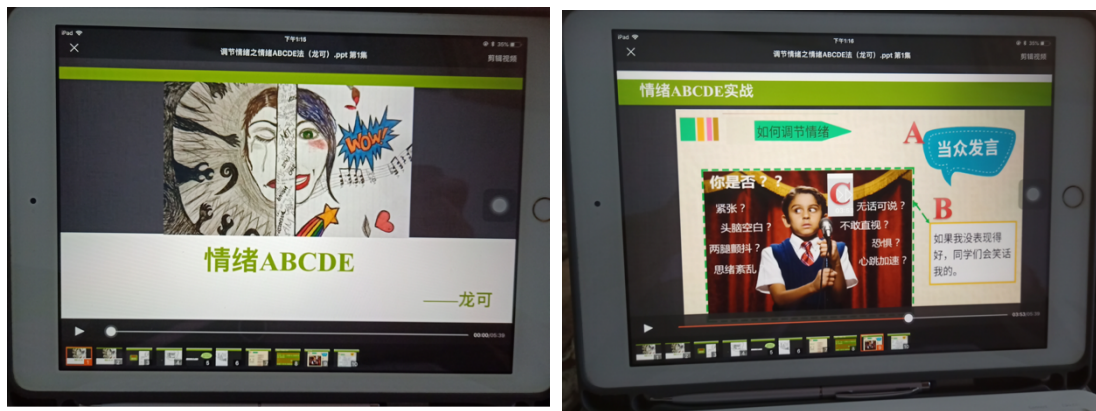 iPad
下午1:16
调节情绪之情绪ABCDE法（龙可）.ppt 第1集
剪辑视频
WOW!
情绪ABCDE
——龙可
00:00/05:39
iPad
下午1:18
调节情绪之情绪ABCDE法（龙可）.ppt 第1集
剪辑视频
情绪ABCDE实战
如何调节情绪
A
当众发言
你是否？？
C
紧张？
无话可说？
头脑空白？
不敢直视？
两腿颤抖？
恐惧？
思绪紊乱
心跳加速？
B
如果我没表现得
好，同学们会笑话
我的。
03:53/05:39